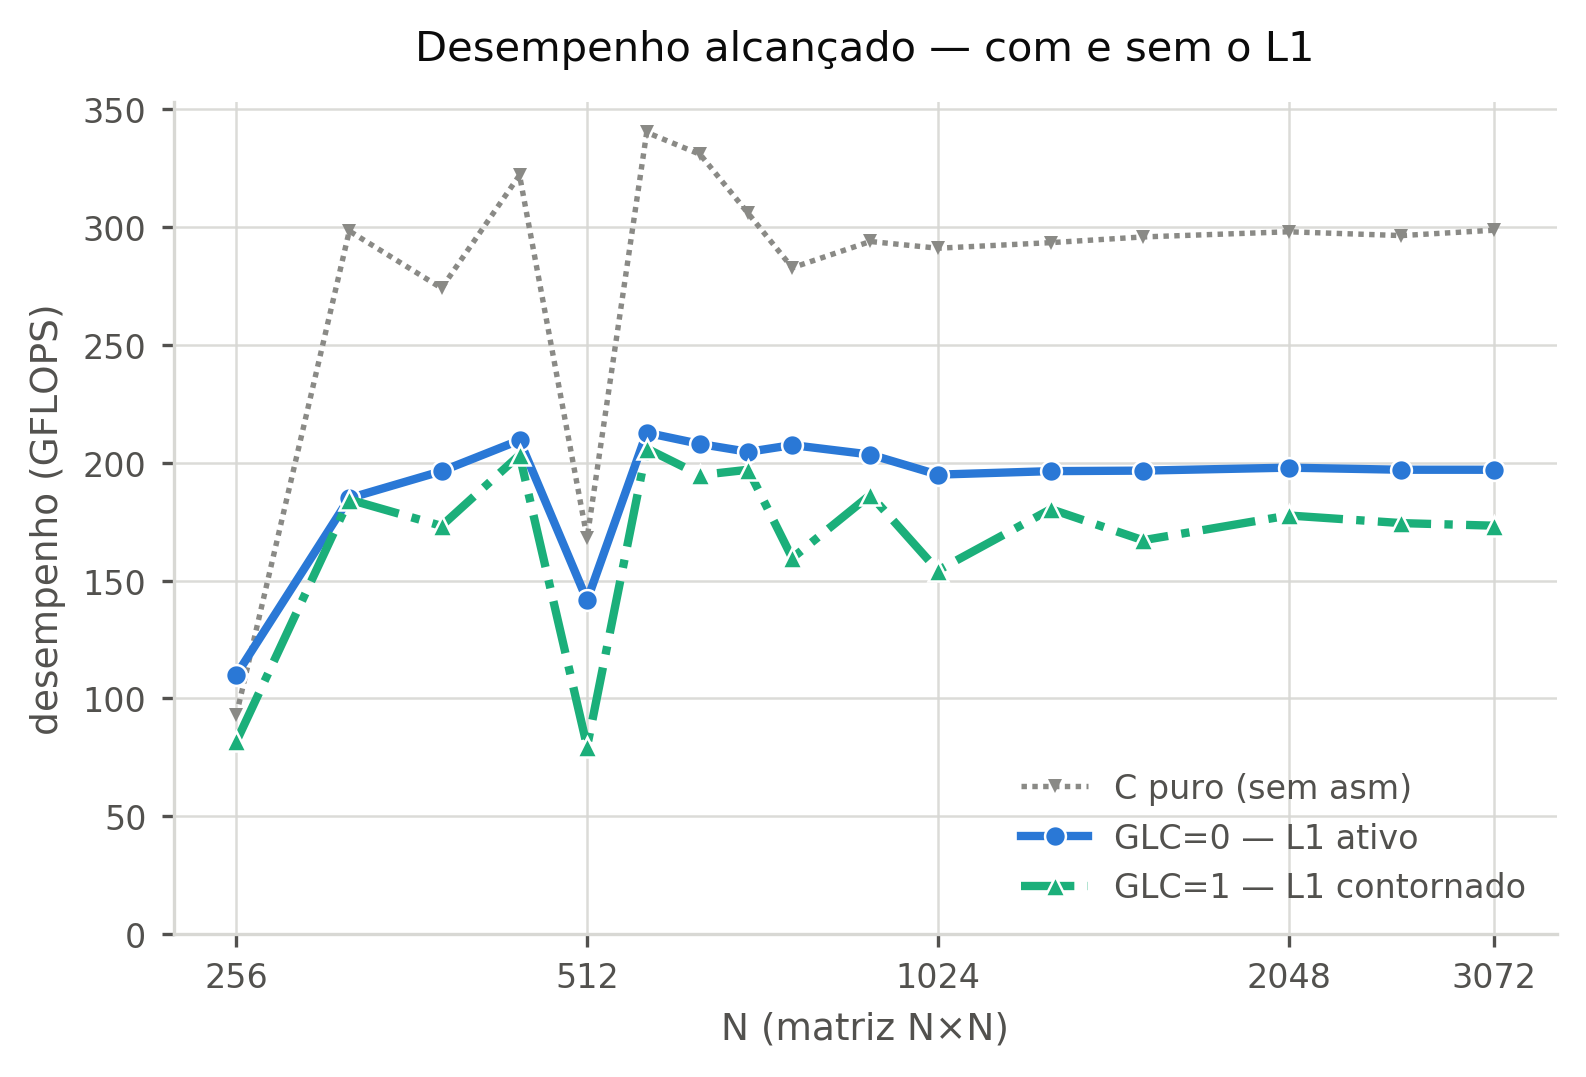 Desempenho alcançado — com e sem o L1
350
300
250
200
150
100
50
0
desempenho (GFLOPS)
C puro (sem asm)
GLC=0 — L1 ativo
GLC=1 — L1 contornado
256 512 1024 2048 3072
N (matriz N×N)